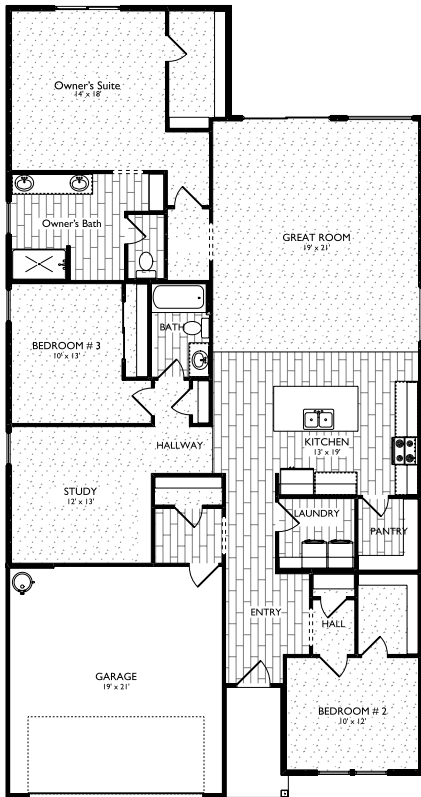 Owner's Suite
14' x 18'
Owner's Bath
GREAT ROOM
19' x 21'
BATH
BEDROOM # 3
10' x 13'
HALLWAY
KITCHEN
13' x 19'
STUDY
12' x 13'
LAUNDRY
PANTRY
ENTRY
HALL
GARAGE
19' x 21'
BEDROOM # 2
10' x 12'